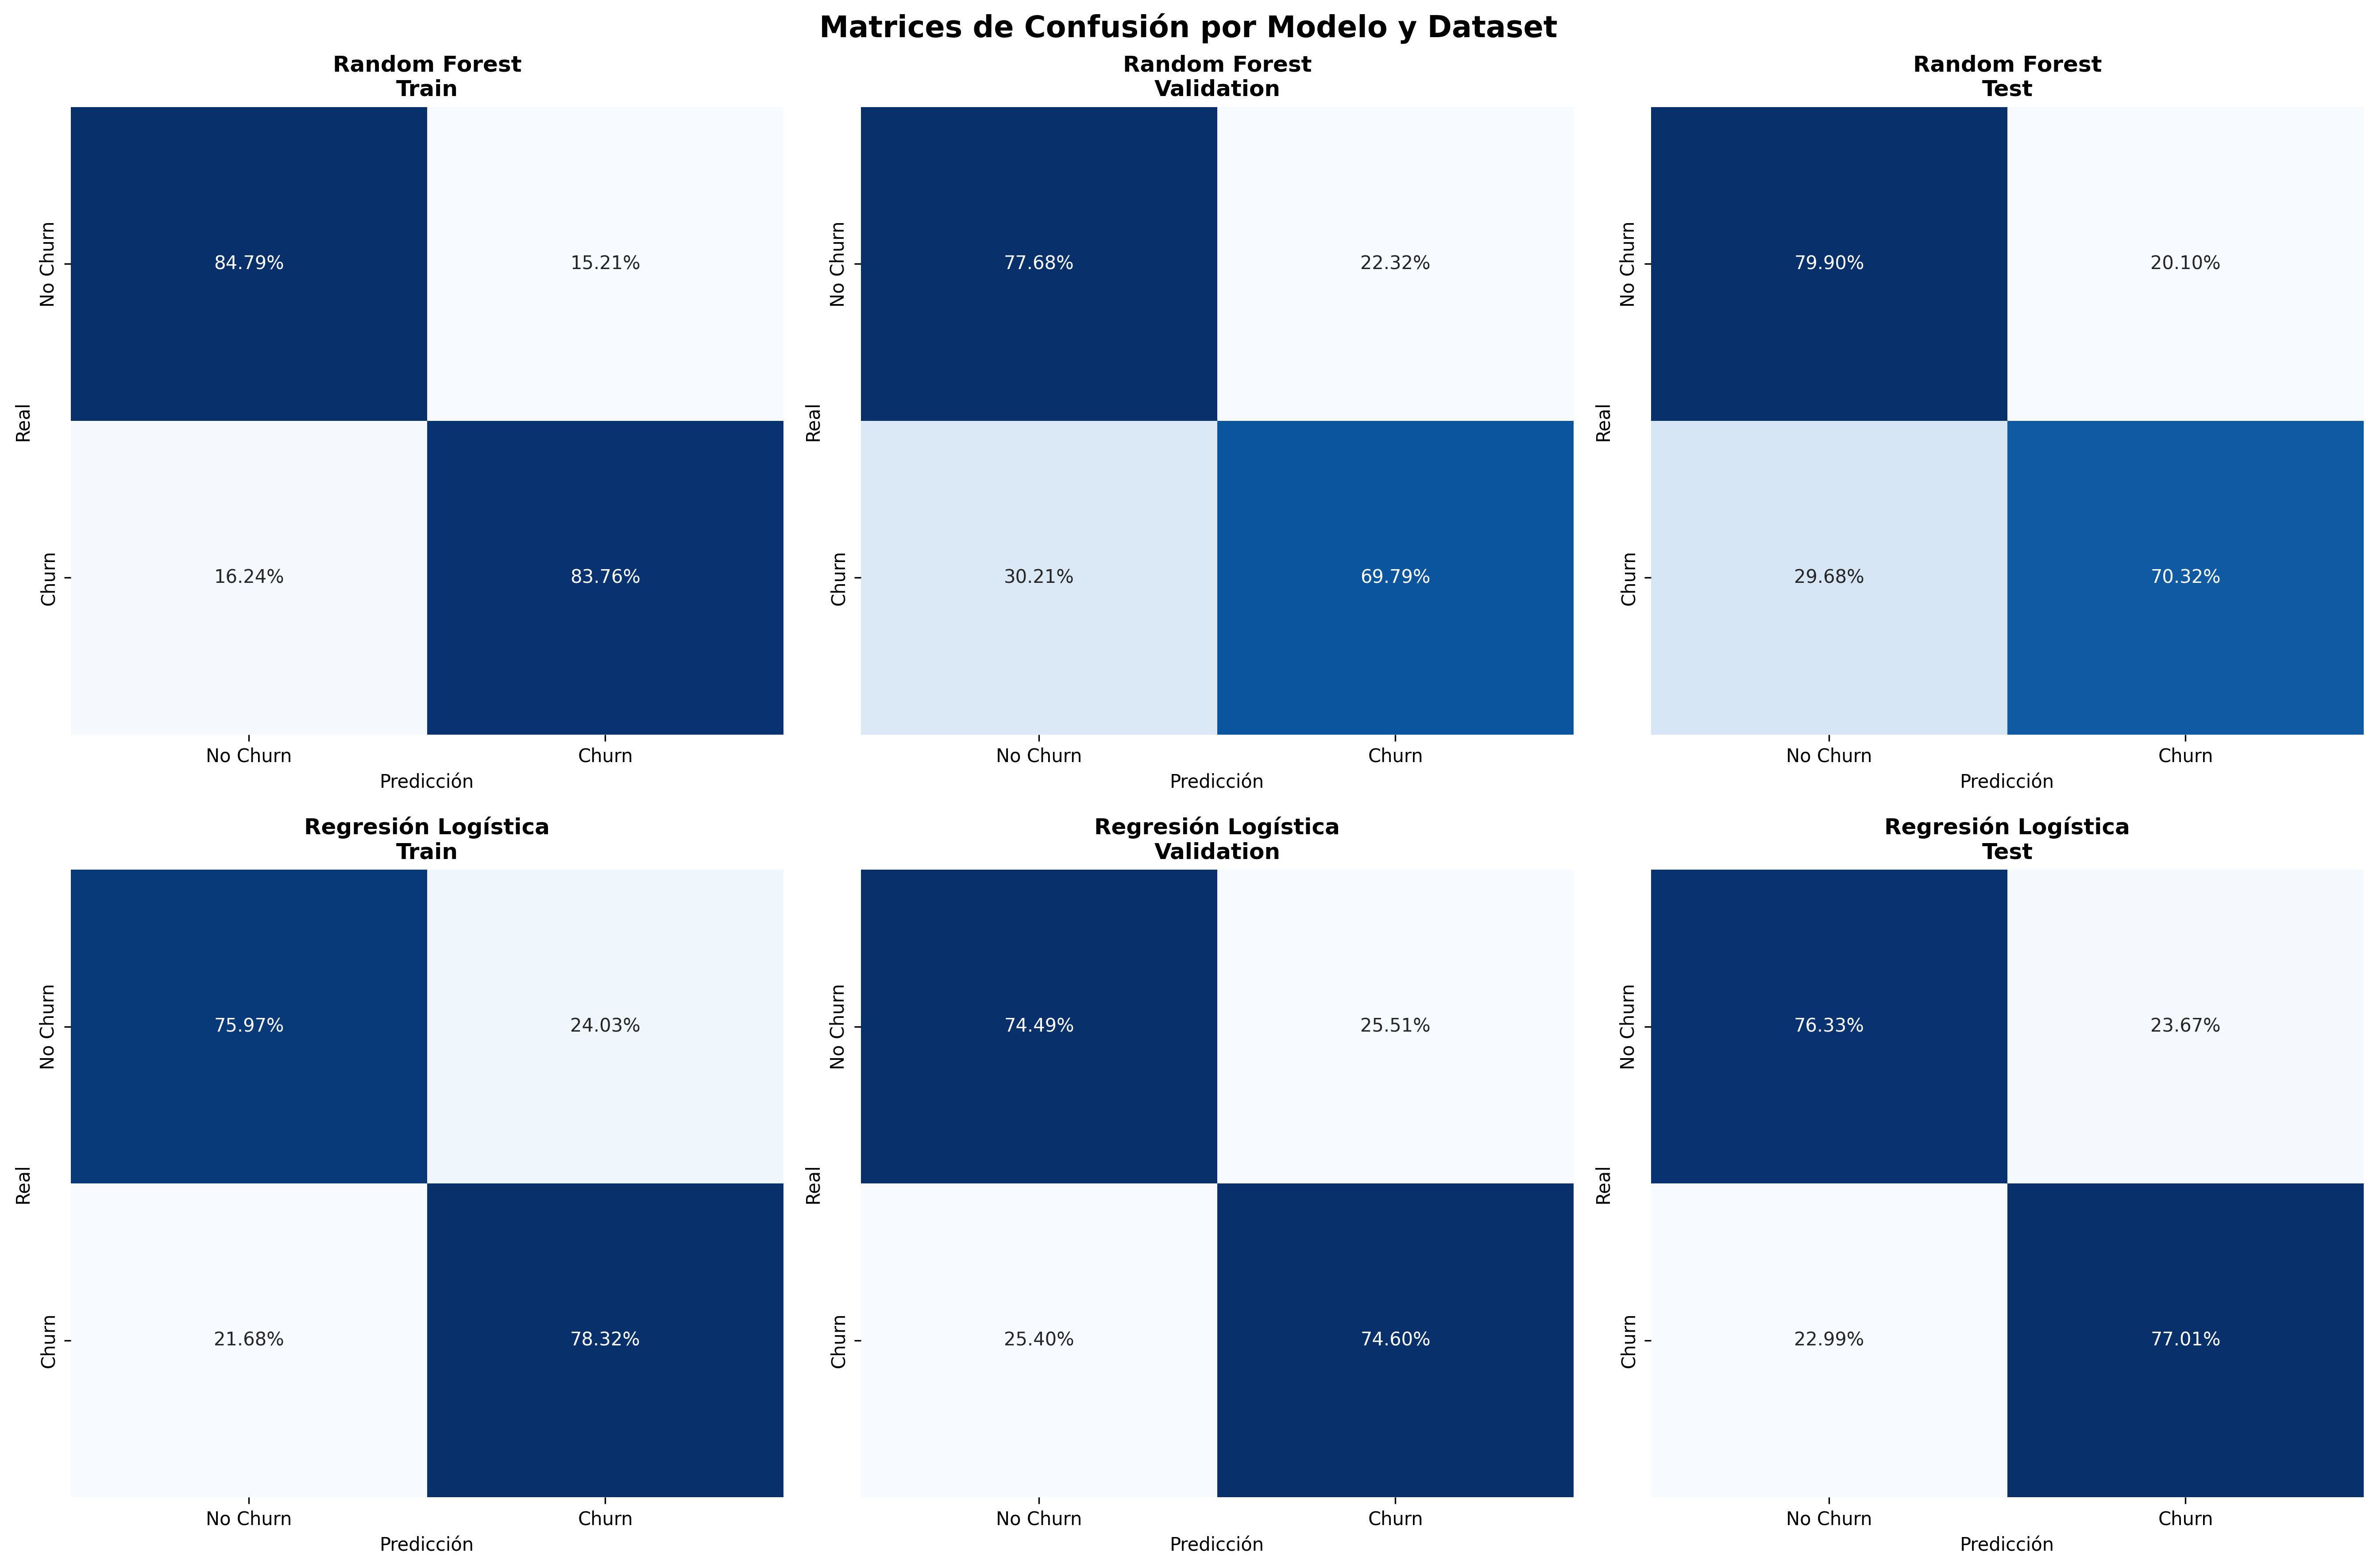 Matrices de Confusión por Modelo y Dataset
Random Forest
Train
No Churn
84.79%
15.21%
Real
Churn
16.24%
83.76%
No Churn
Churn
Predicción
Random Forest
Validation
No Churn
77.68%
22.32%
Real
Churn
30.21%
69.79%
No Churn
Churn
Predicción
Random Forest
Test
No Churn
79.90%
20.10%
Real
Churn
29.68%
70.32%
No Churn
Churn
Predicción
Regresión Logística
Train
No Churn
75.97%
24.03%
Real
Churn
21.68%
78.32%
No Churn
Churn
Predicción
Regresión Logística
Validation
No Churn
74.49%
25.51%
Real
Churn
25.40%
74.60%
No Churn
Churn
Predicción
Regresión Logística
Test
No Churn
76.33%
23.67%
Real
Churn
22.99%
77.01%
No Churn
Churn
Predicción